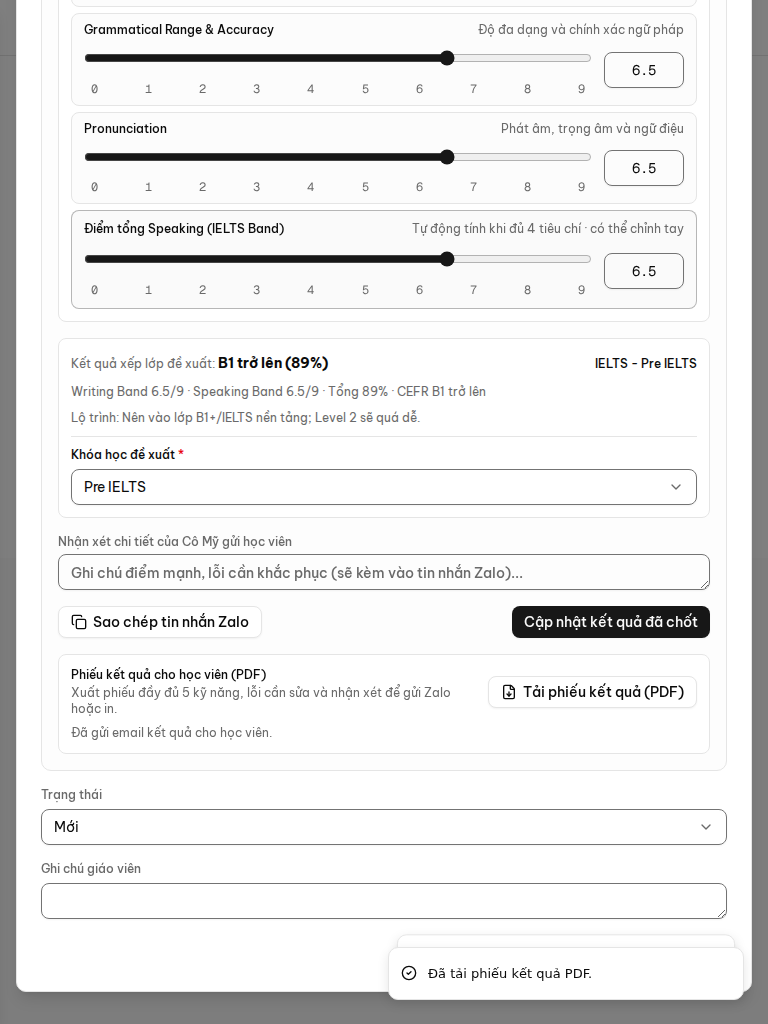 Grammatical Range & Accuracy
Độ đa dạng và chính xác ngữ pháp
6.5
0 1 2 3 4 5 6 7 8 9
Pronunciation
Phát âm, trọng âm và ngữ điệu
6.5
0 1 2 3 4 5 6 7 8 9
Điểm tổng Speaking (IELTS Band)
Tự động tính khi đủ 4 tiêu chí · có thể chỉnh tay
6.5
0 1 2 3 4 5 6 7 8 9
Kết quả xếp lớp đề xuất: B1 trở lên (89%)
IELTS - Pre IELTS
Writing Band 6.5/9 · Speaking Band 6.5/9 · Tổng 89% · CEFR B1 trở lên
Lộ trình: Nên vào lớp B1+/IELTS nền tảng; Level 2 sẽ quá dễ.
Khóa học đề xuất *
Pre IELTS
Nhận xét chi tiết của Cô Mỹ gửi học viên
Ghi chú điểm mạnh, lỗi cần khắc phục (sẽ kèm vào tin nhắn Zalo)...
Sao chép tin nhắn Zalo
Cập nhật kết quả đã chốt
Phiếu kết quả cho học viên (PDF)
Xuất phiếu đầy đủ 5 kỹ năng, lỗi cần sửa và nhận xét để gửi Zalo
hoặc in.
Tải phiếu kết quả (PDF)
Đã gửi email kết quả cho học viên.
Trạng thái
Mới
Ghi chú giáo viên
Đã tải phiếu kết quả PDF.